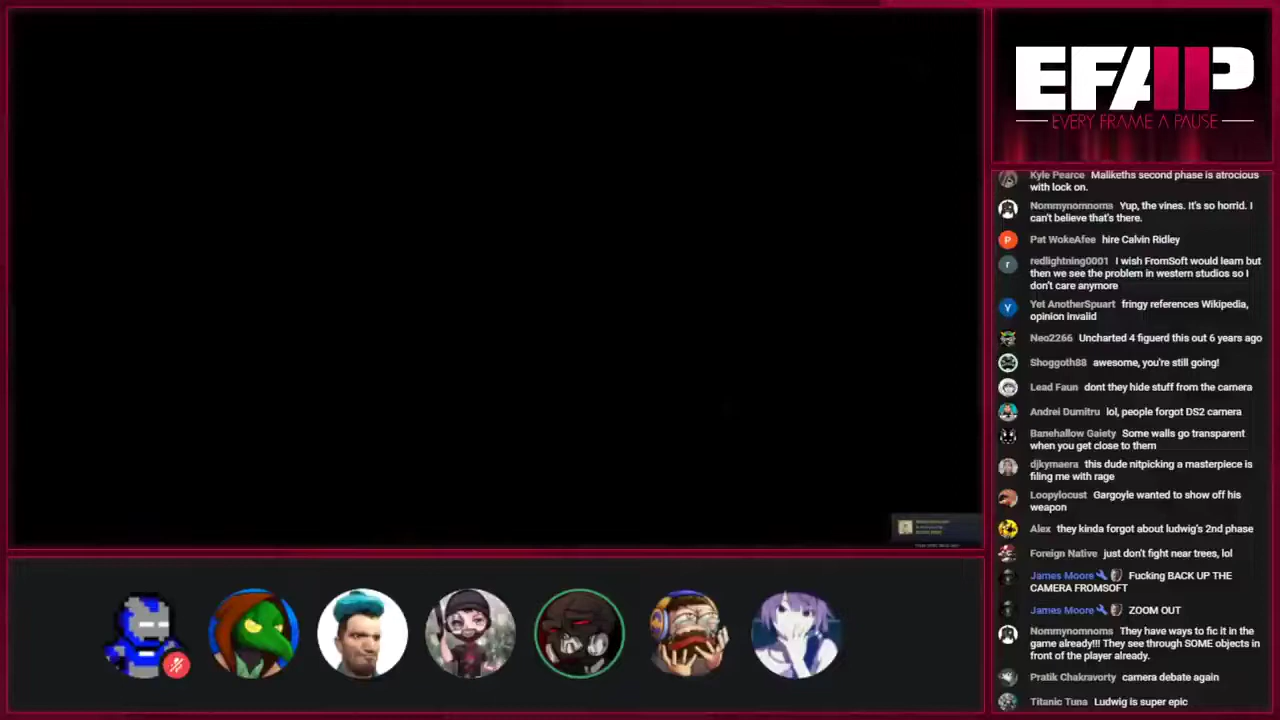 EFAP
EVERY FRAME A PAUSE
Kyle Pearce Malikeths second phase is atrocious
with lock on.
Nommynomnoms Yup, the vines. It's so horrid. I
can't believe that's there.
P Pat WokeAfee hire Calvin Ridley
r redlightning0001 I wish FromSoft would learn but
then we see the problem in western studios so I
don't care anymore
Y Yet AnotherSpuart fringy references Wikipedia,
opinion invalid
Neo2266 Uncharted 4 figuerd this out 6 years ago
Shoggoth88 awesome, you're still going!
Lead Faun dont they hide stuff from the camera
Andrei Dumitru lol, people forgot DS2 camera
Banehallow Gaiety Some walls go transparent
when you get close to them
djkymaera this dude nitpicking a masterpiece is
filing me with rage
Loopylocust Gargoyle wanted to show off his
weapon
Alex they kinda forgot about ludwig's 2nd phase
Foreign Native just don't fight near trees, lol
James Moore Fucking BACK UP THE
CAMERA FROMSOFT
James Moore ZOOM OUT
Nommynomnoms They have ways to fic it in the
game already!!! They see through SOME objects in
front of the player already.
Pratik Chakravorty camera debate again
Titanic Tuna Ludwig is super epic